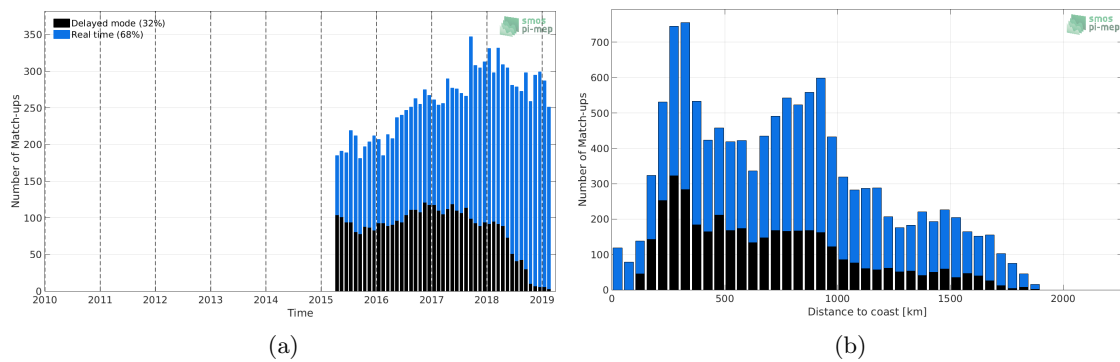 Delayed mode (32%)
Real time (68%)
smos
pi-mep
Number of Match-ups
350
300
250
200
150
100
50
0
2010 2011 2012 2013 2014 2015 2016 2017 2018 2019
Time
(a)
smos
pi-mep
Number of Match-ups
700
600
500
400
300
200
100
0
0 500 1000 1500 2000
Distance to coast [km]
(b)